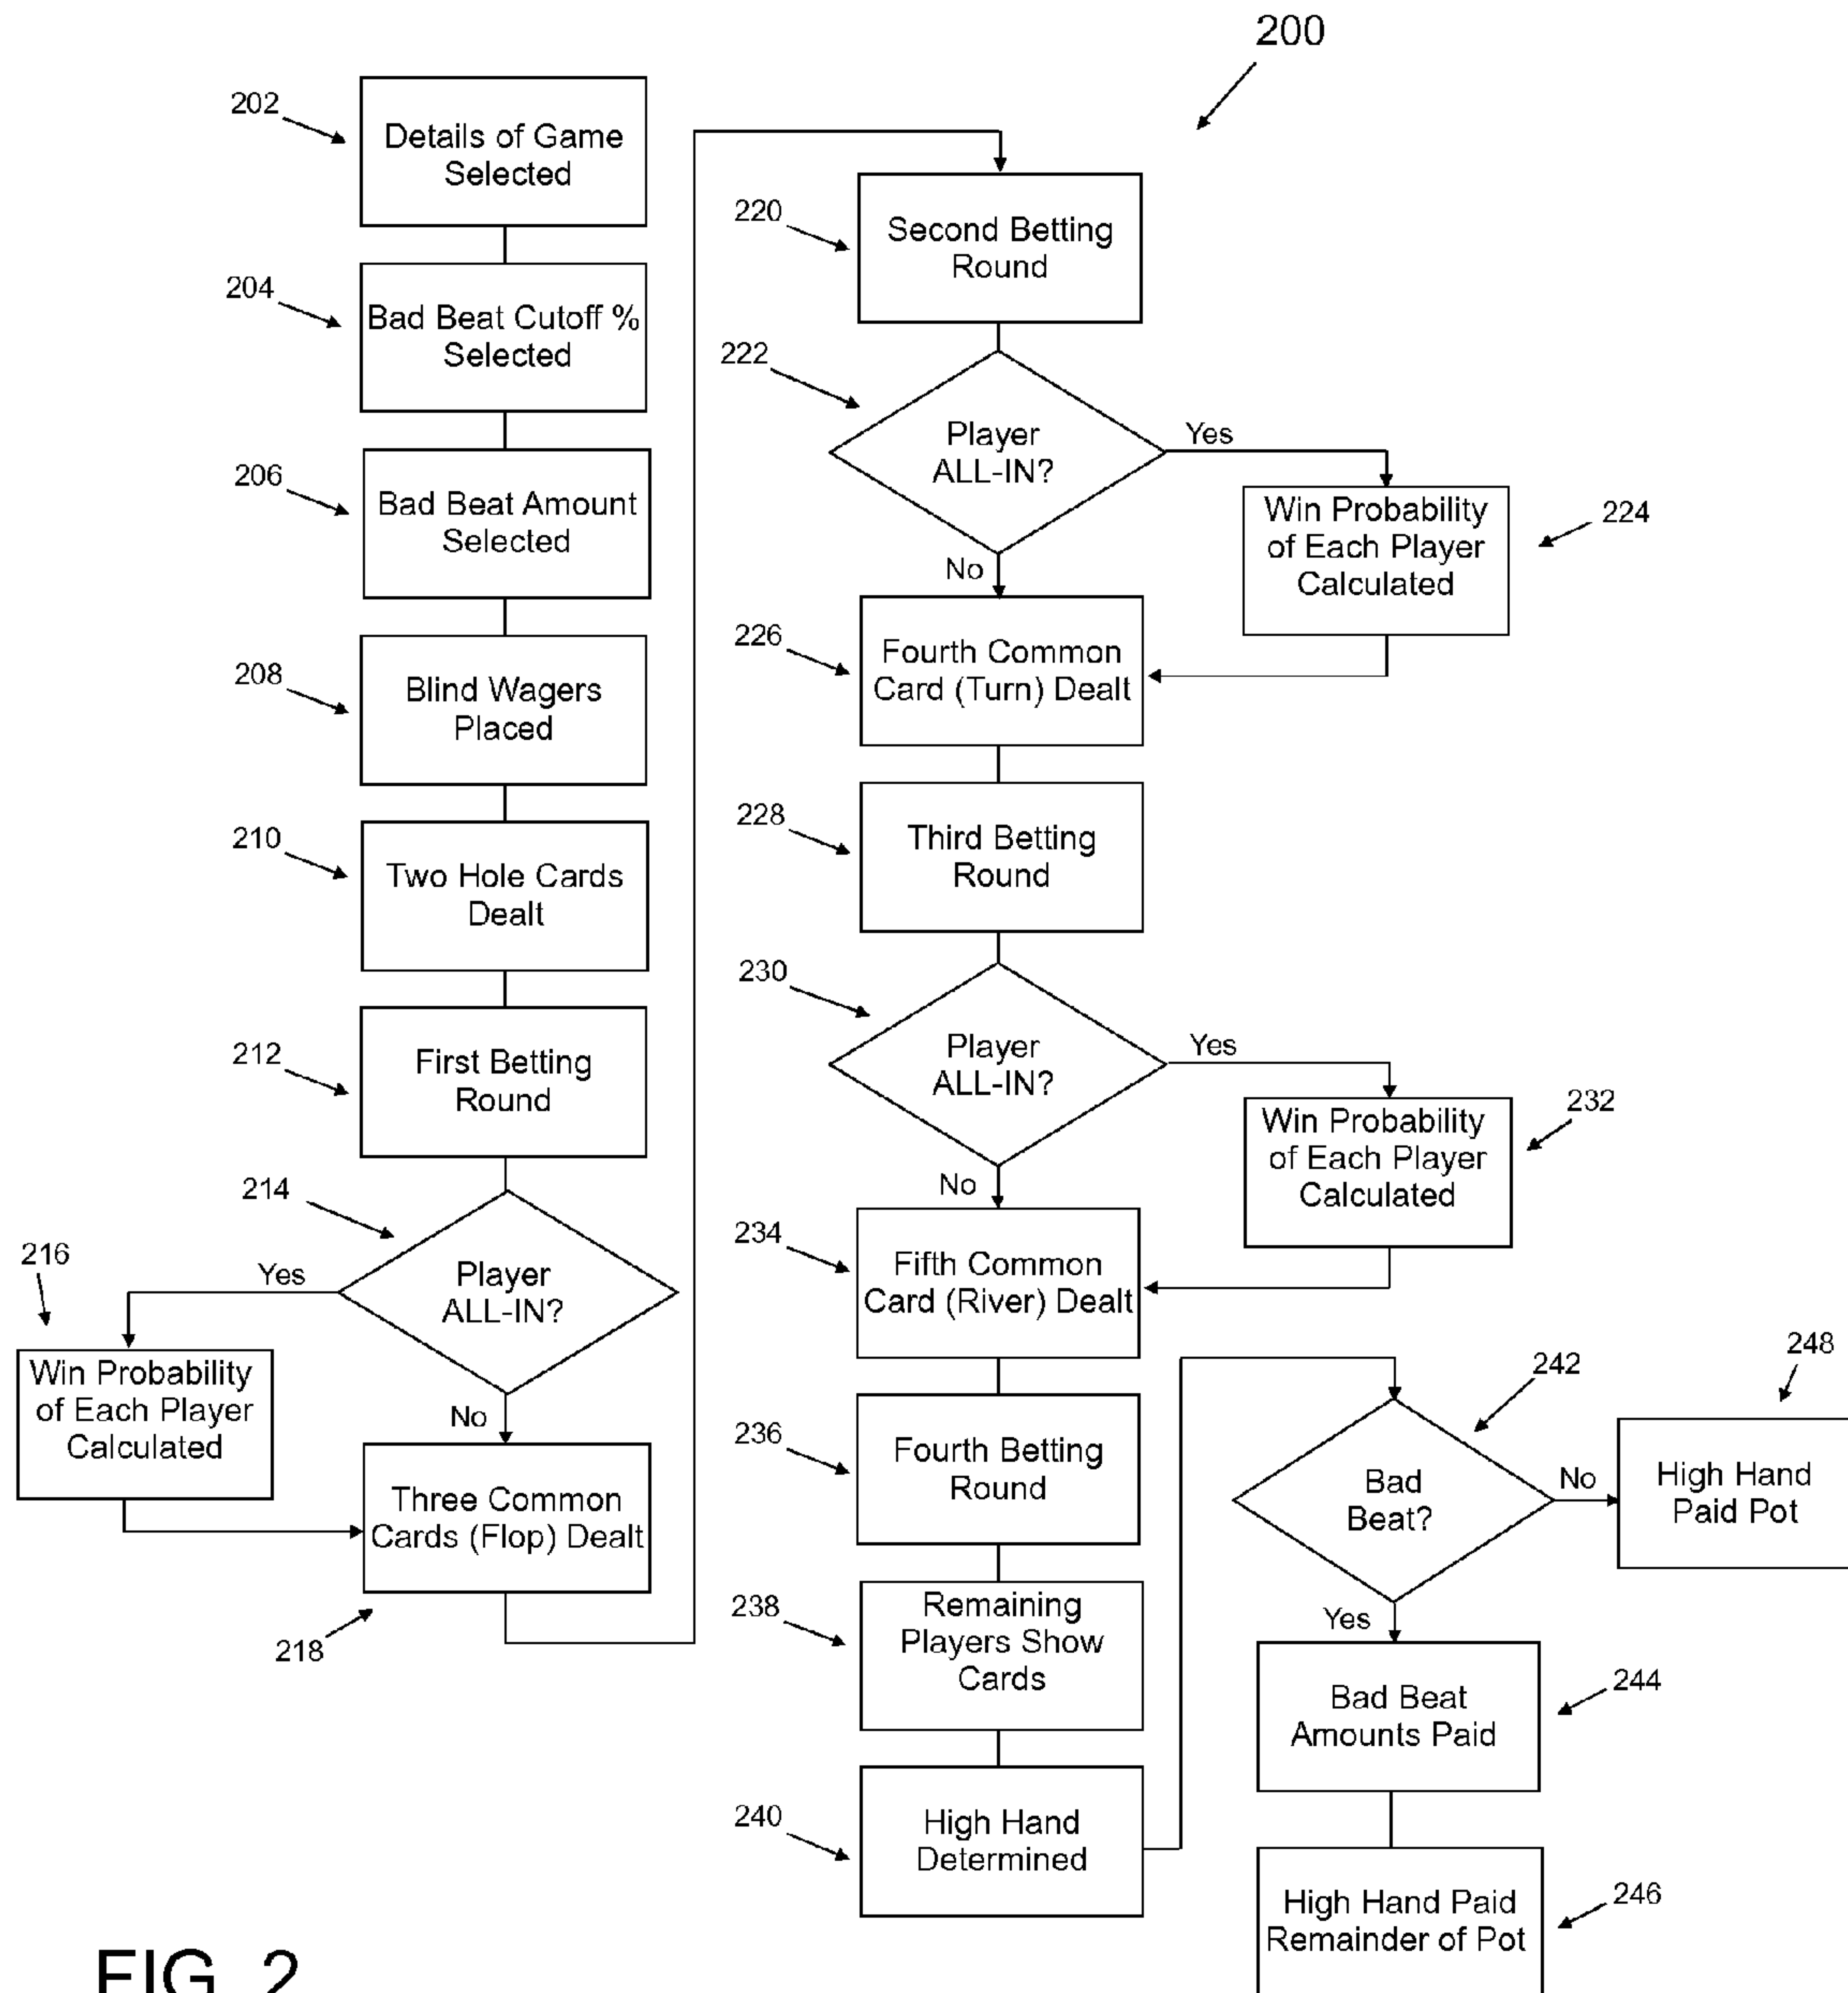 200
202
Details of Game
Selected
204
Bad Beat Cutoff %
Selected
206
Bad Beat Amount
Selected
208
Blind Wagers
Placed
210
Two Hole Cards
Dealt
212
First Betting
Round
214
Player
ALL-IN?
Yes
No
216
Win Probability
of Each Player
Calculated
Three Common
Cards (Flop) Dealt
218
220
Second Betting
Round
222
Player
ALL-IN?
Yes
No
Win Probability
of Each Player
Calculated
224
226
Fourth Common
Card (Turn) Dealt
228
Third Betting
Round
230
Player
ALL-IN?
Yes
No
Win Probability
of Each Player
Calculated
232
234
Fifth Common
Card (River) Dealt
236
Fourth Betting
Round
238
Remaining
Players Show
Cards
240
High Hand
Determined
242
Bad
Beat?
No
Yes
248
High Hand
Paid Pot
Bad Beat
Amounts Paid
244
High Hand Paid
Remainder of Pot
246
FIG. 2